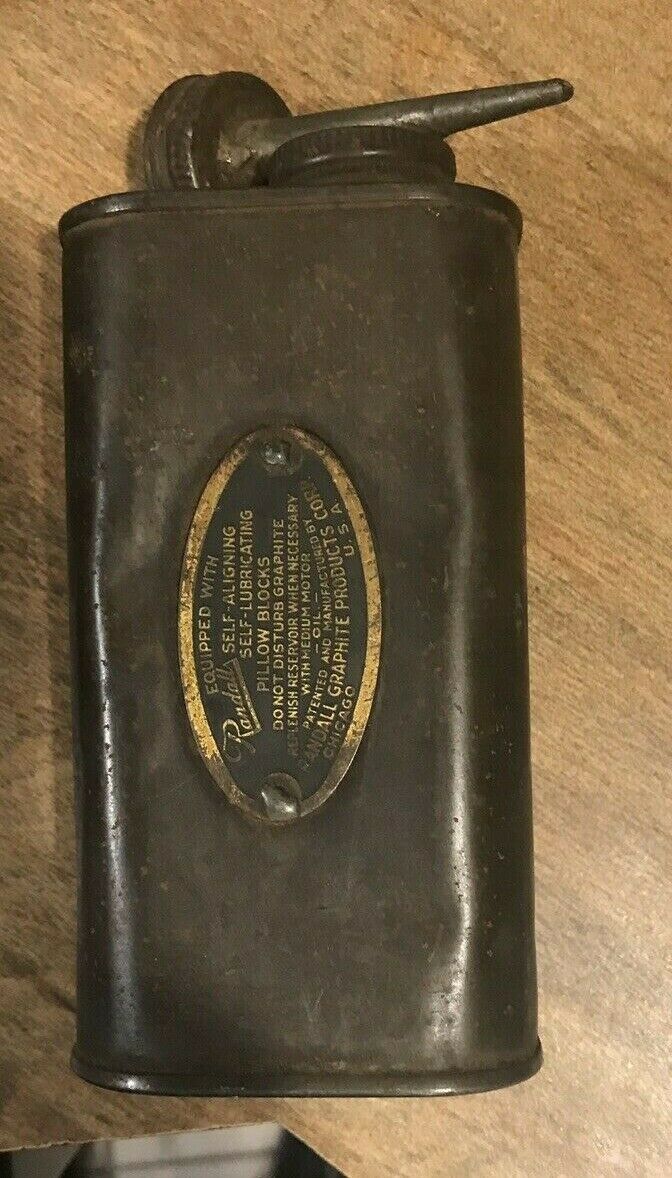 EQUIPPED WITH
Randall SELF-ALIGNING
SELF-LUBRICATING
PILLOW BLOCKS
DO NOT DISTURB GRAPHITE
REPLENISH RESERVOIR WHEN NECESSARY
WITH MEDIUM MOTOR
- OIL -
PATENTED AND MANUFACTURED BY
RANDALL GRAPHITE PRODUCTS CORP.
CHICAGO U S A